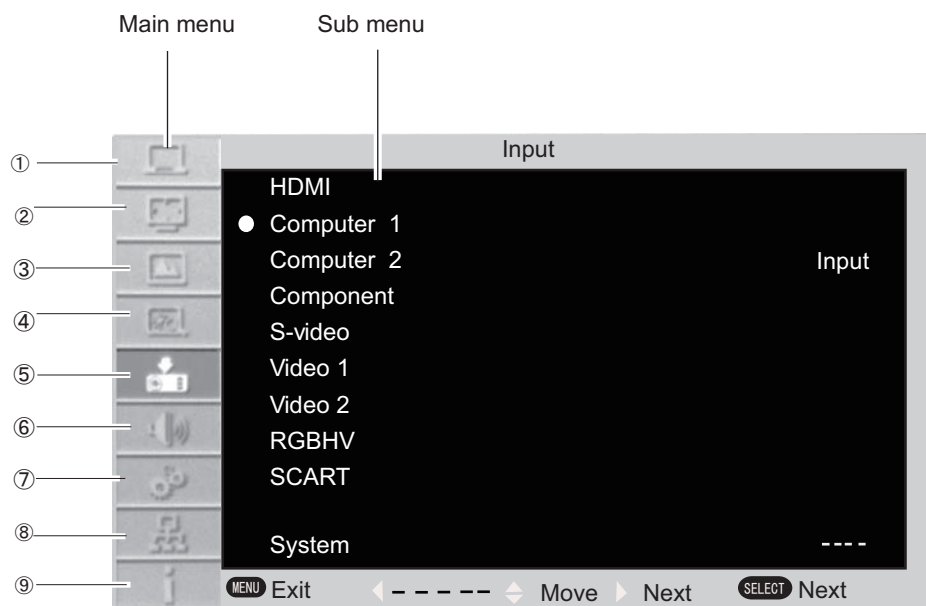 Main menu Sub menu
① Input
② HDMI
Computer 1
③ Computer 2 Input
Component
④ S-video
⑤ Video 1
Video 2
⑥ RGBHV
⑦ SCART
⑧ System ----
⑨ MENU Exit ----- Move Next SELECT Next